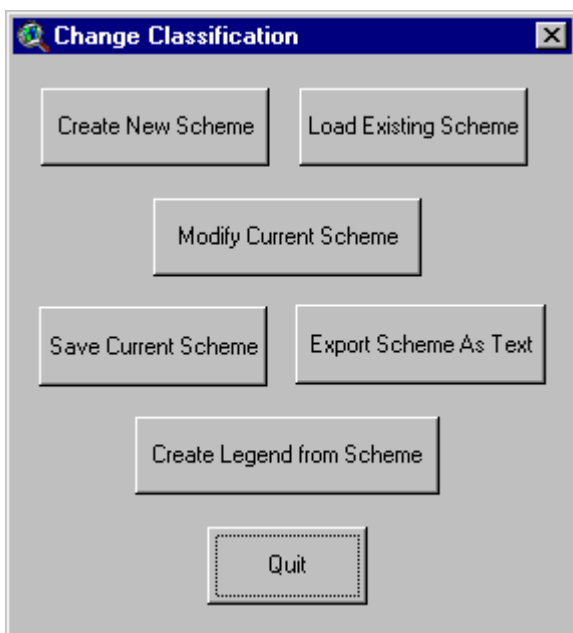 Change Classification
Create New Scheme
Load Existing Scheme
Modify Current Scheme
Save Current Scheme
Export Scheme As Text
Create Legend from Scheme
Quit